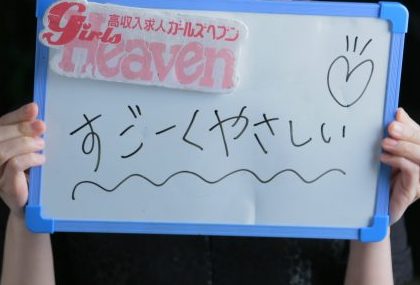 高収入求人ガールズヘブン
girls
Heaven
すごーくやさしい